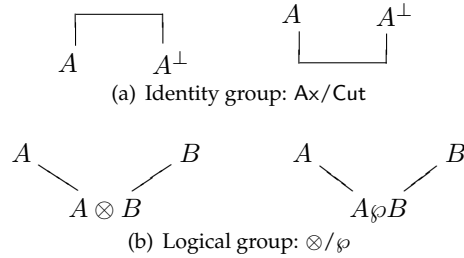 A A⊥
A A⊥
(a) Identity group: Ax/Cut
A B A B
A ⊗ B A℘B
(b) Logical group: ⊗/℘